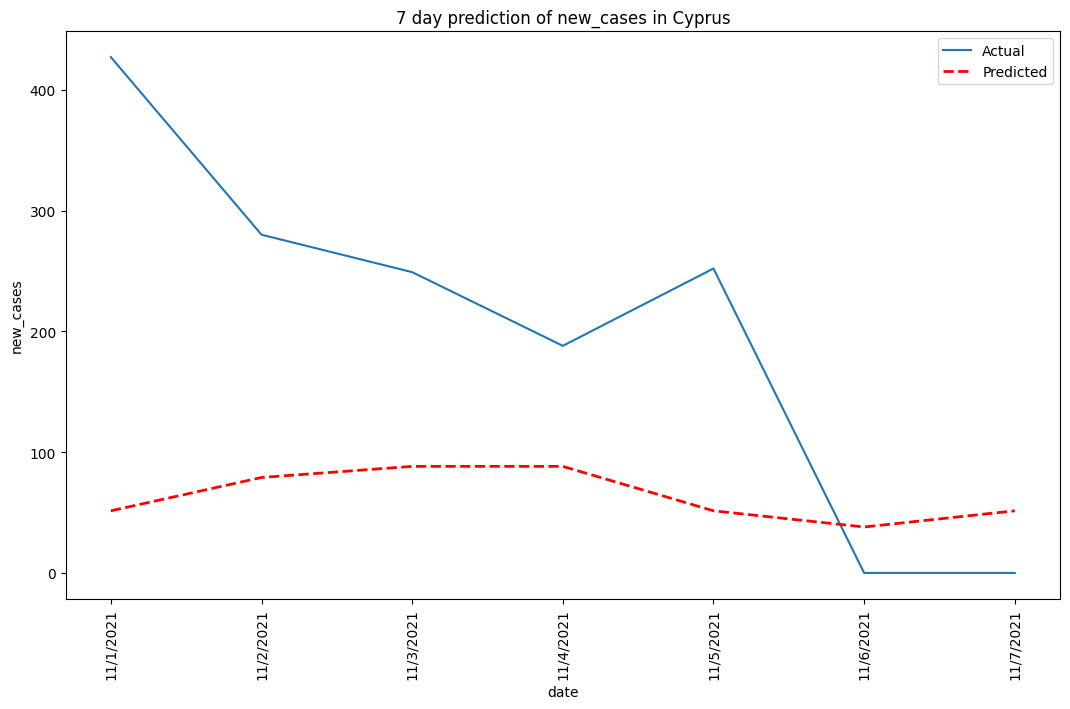 7 day prediction of new_cases in Cyprus
Actual
Predicted
new_cases
400
300
200
100
0
11/1/2021
11/2/2021
11/3/2021
11/4/2021
11/5/2021
11/6/2021
11/7/2021
date